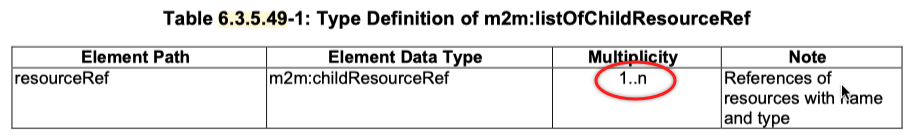 Table 6.3.5.49-1: Type Definition of m2m:listOfChildResourceRef
Element Path Element Data Type Multiplicity Note
resourceRef m2m:childResourceRef 1..n References of
resources with name
and type